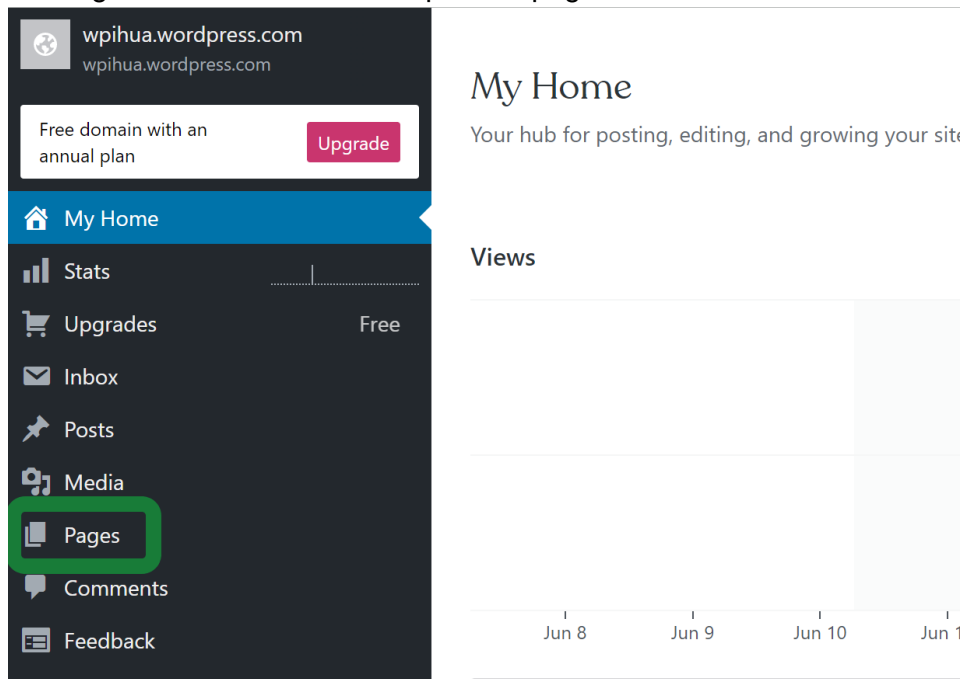 wpihua.wordpress.com
wpihua.wordpress.com
Free domain with an
annual plan
Upgrade
My Home
Stats
Upgrades Free
Inbox
Posts
Media
Pages
Comments
Feedback
My Home
Your hub for posting, editing, and growing your site
Views
Jun 8 Jun 9 Jun 10 Jun